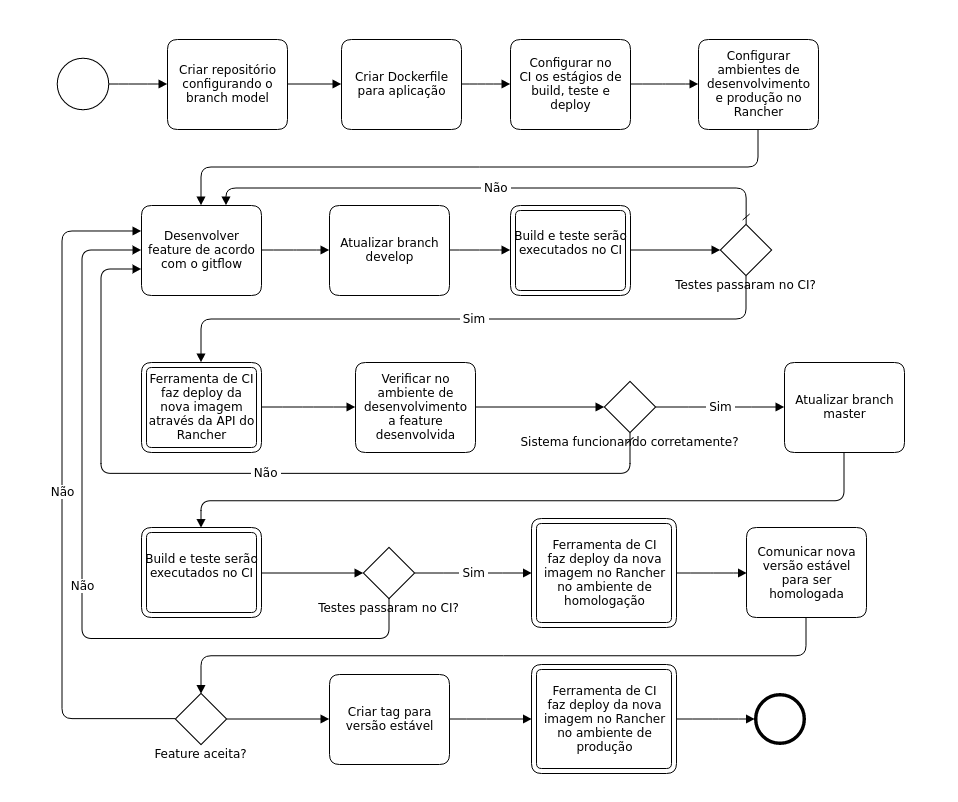 Criar repositório
configurando o
branch model
Criar Dockerfile
para aplicação
Configurar no
CI os estágios de
build, teste e
deploy
Configurar
ambientes de
desenvolvimento
e produção no
Rancher
Não
Desenvolver
feature de acordo
com o gitflow
Atualizar branch
develop
Build e teste serão
executados no CI
Testes passaram no CI?
Sim
Ferramenta de CI
faz deploy da
nova imagem
através da API do
Rancher
Verificar no
ambiente de
desenvolvimento
a feature
desenvolvida
Sistema funcionando corretamente?
Sim
Atualizar branch
master
Não
Não
Build e teste serão
executados no CI
Testes passaram no CI?
Sim
Ferramenta de CI
faz deploy da nova
imagem no Rancher
no ambiente de
homologação
Comunicar nova
versão estável
para ser
homologada
Não
Feature aceita?
Criar tag para
versão estável
Ferramenta de CI
faz deploy da nova
imagem no Rancher
no ambiente de
produção